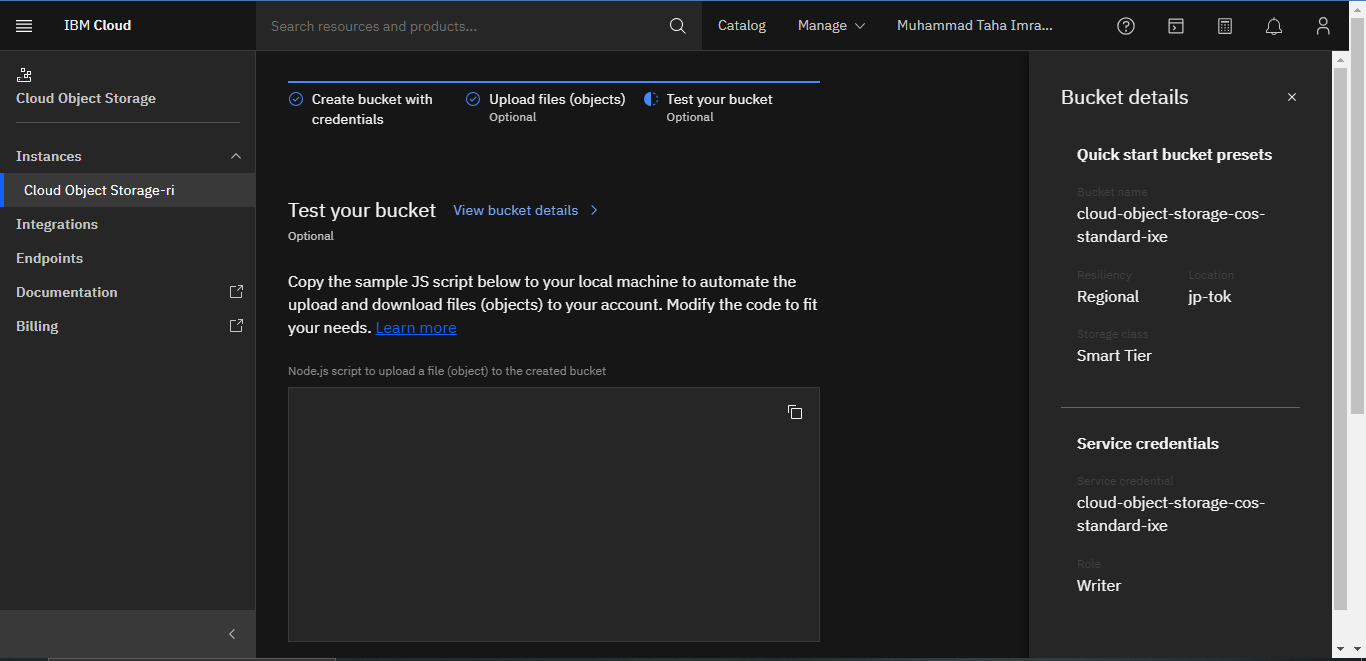 IBM Cloud
Search resources and products...
Catalog
Manage
Muhammad Taha Imra...
Cloud Object Storage
Instances
Cloud Object Storage-ri
Integrations
Endpoints
Documentation
Billing
Create bucket with
credentials
Upload files (objects)
Optional
Test your bucket
Optional
Test your bucket
View bucket details
Optional
Copy the sample JS script below to your local machine to automate the
upload and download files (objects) to your account. Modify the code to fit
your needs. Learn more
Node.js script to upload a file (object) to the created bucket
Bucket details
Quick start bucket presets
Bucket name
cloud-object-storage-cos-
standard-ixe
Resiliency
Location
Regional
jp-tok
Storage class
Smart Tier
Service credentials
Service credential
cloud-object-storage-cos-
standard-ixe
Role
Writer